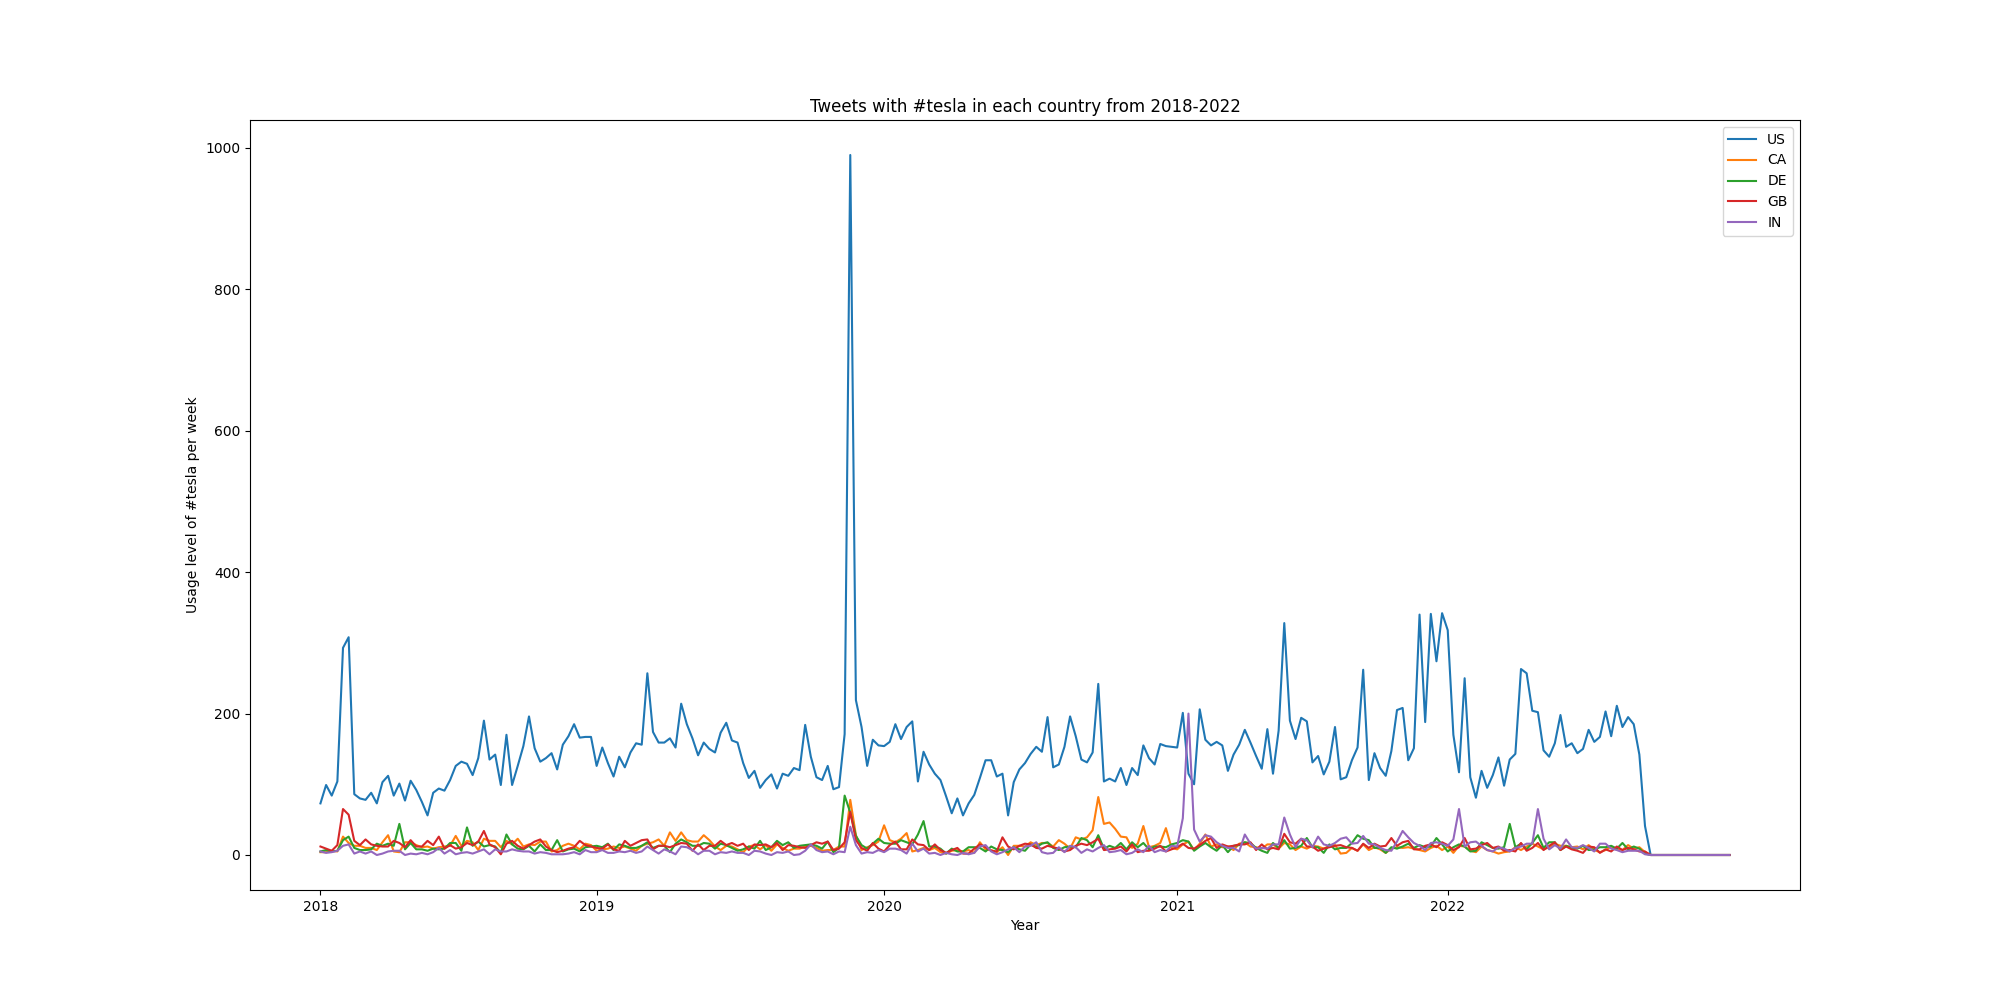 Tweets with #tesla in each country from 2018-2022
1000
800
600
400
200
0
Usage level of #tesla per week
US
CA
DE
GB
IN
2018 2019 2020 2021 2022
Year